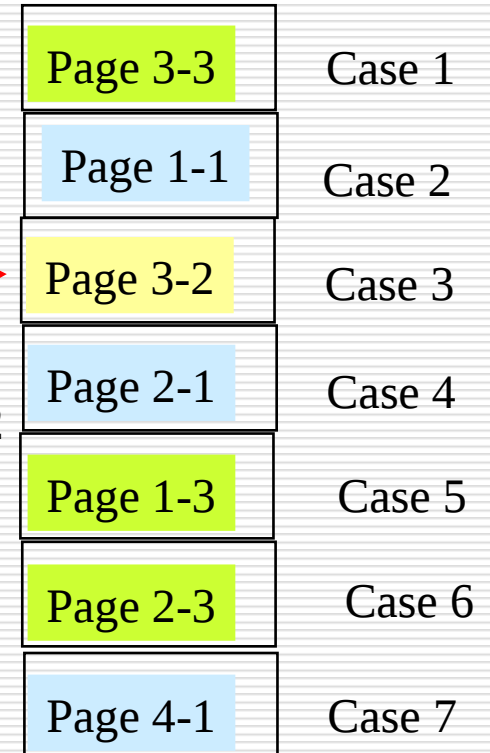 Page 3-3 Case 1
Page 1-1 Case 2
Page 3-2 Case 3
Page 2-1 Case 4
Page 1-3 Case 5
Page 2-3 Case 6
Page 4-1 Case 7